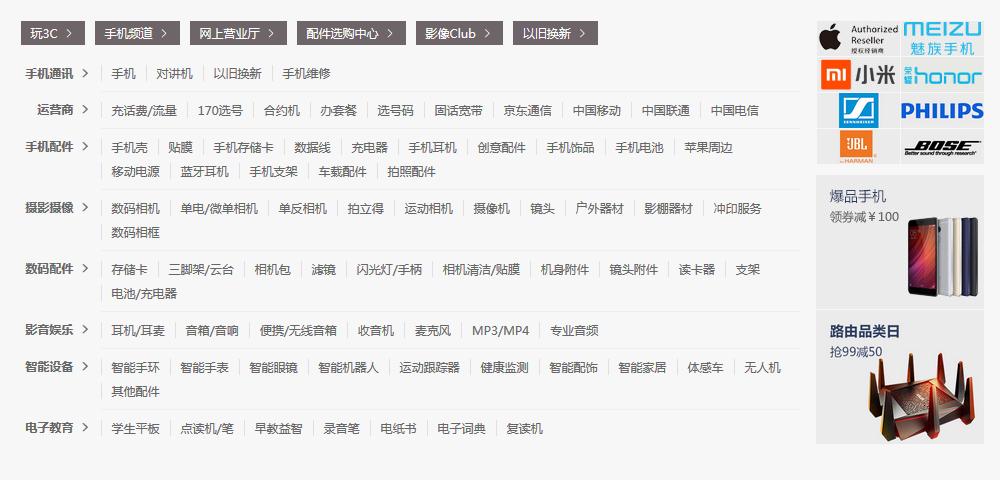 玩3C 手机频道 网上营业厅 配件选购中心 影像Club 以旧换新
手机通讯 手机 对讲机 以旧换新 手机维修
运营商 充话费/流量 170选号 合约机 办套餐 选号码 固话宽带 京东通信 中国移动 中国联通 中国电信
手机配件 手机壳 贴膜 手机存储卡 数据线 充电器 手机耳机 创意配件 手机饰品 手机电池 苹果周边
移动电源 蓝牙耳机 手机支架 车载配件 拍照配件
摄影摄像 数码相机 单电/微单相机 单反相机 拍立得 运动相机 摄像机 镜头 户外器材 影棚器材 冲印服务
数码相框
数码配件 存储卡 三脚架/云台 相机包 滤镜 闪光灯/手柄 相机清洁/贴膜 机身附件 镜头附件 读卡器 支架
电池/充电器
影音娱乐 耳机/耳麦 音箱/音响 便携/无线音箱 收音机 麦克风 MP3/MP4 专业音频
智能设备 智能手环 智能手表 智能眼镜 智能机器人 运动跟踪器 健康监测 智能配饰 智能家居 体感车 无人机
其他配件
电子教育 学生平板 点读机/笔 早教益智 录音笔 电纸书 电子词典 复读机
Authorized
Reseller
授权经销商
MEIZU
魅族手机
mi 小米
荣耀 honor
SENNHEISER
PHILIPS
JBL
by HARMAN
BOSE
Better sound through research
爆品手机
领券减￥100
路由品类日
抢99减50